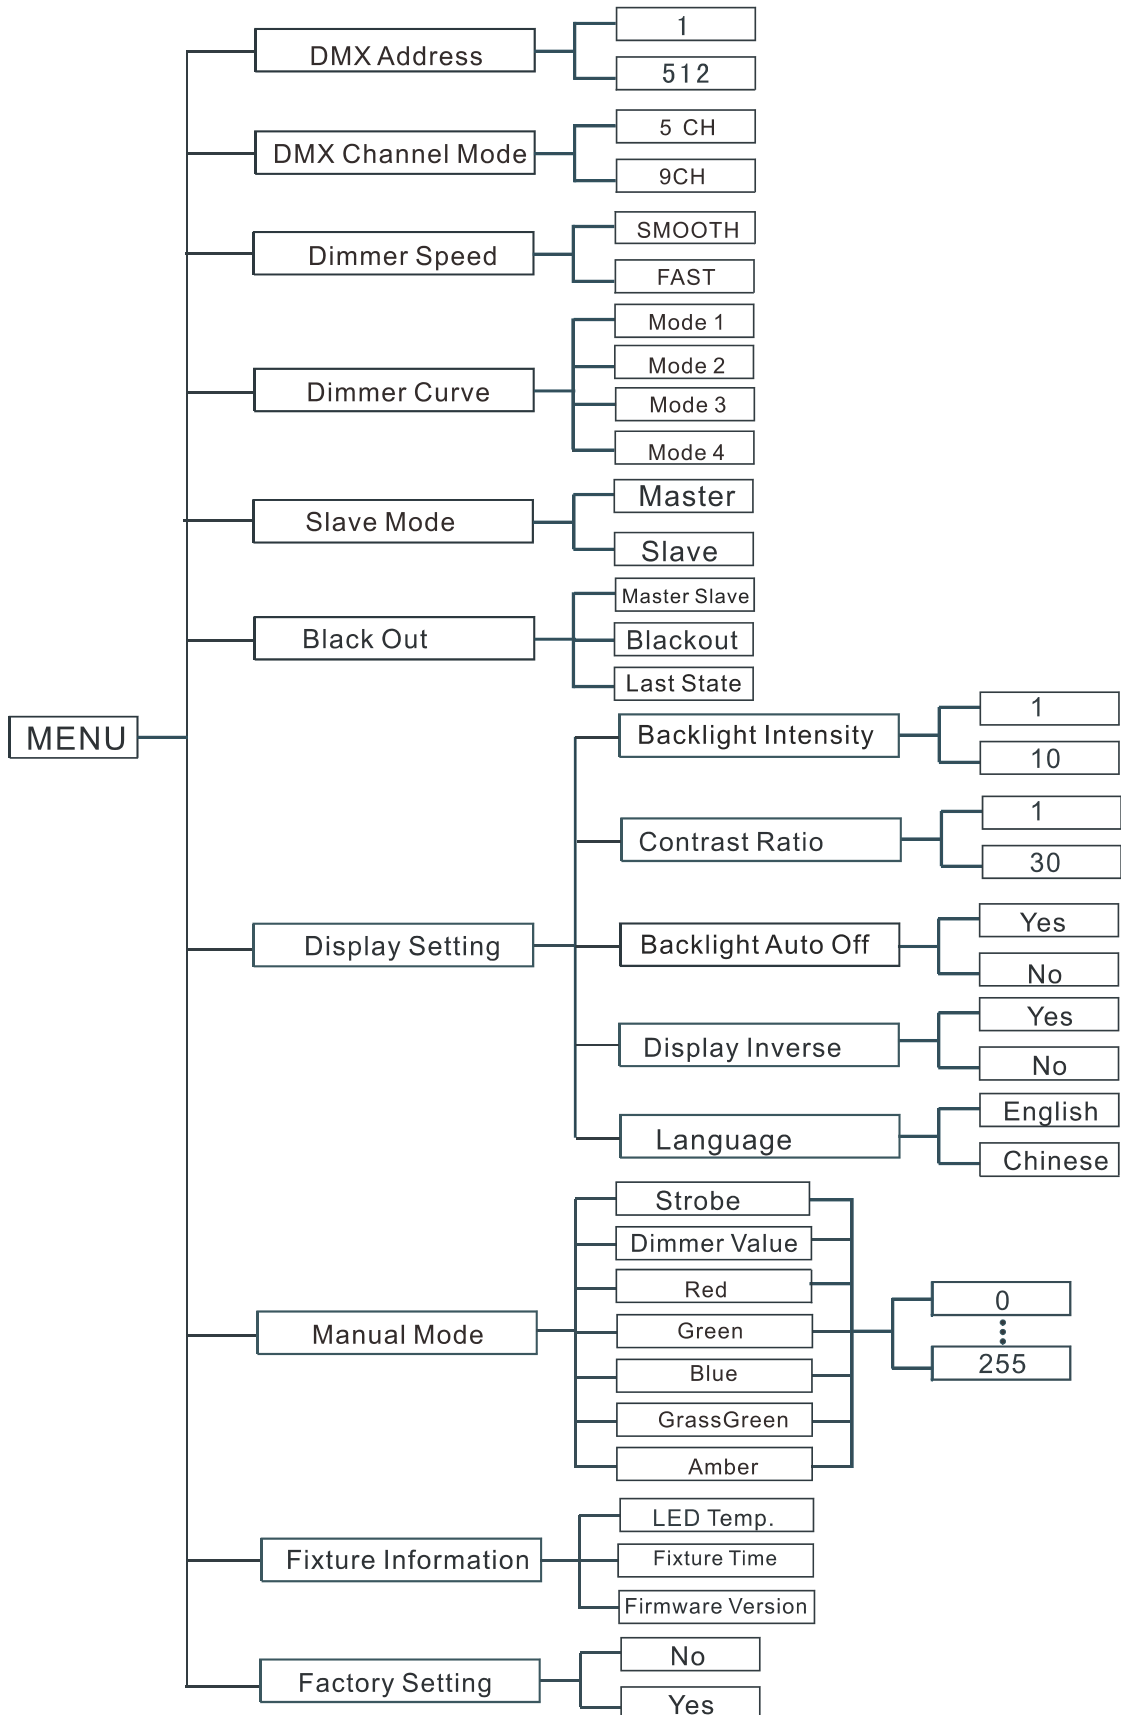 DMX Address
1
512
DMX Channel Mode
5 CH
9CH
Dimmer Speed
SMOOTH
FAST
Dimmer Curve
Mode 1
Mode 2
Mode 3
Mode 4
Slave Mode
Master
Slave
Black Out
Master Slave
Blackout
Last State
MENU
Display Setting
Backlight Intensity
1
10
Contrast Ratio
1
30
Backlight Auto Off
Yes
No
Display Inverse
Yes
No
Language
English
Chinese
Manual Mode
Strobe
Dimmer Value
Red
Green
Blue
GrassGreen
Amber
0
255
Fixture Information
LED Temp.
Fixture Time
Firmware Version
Factory Setting
No
Yes